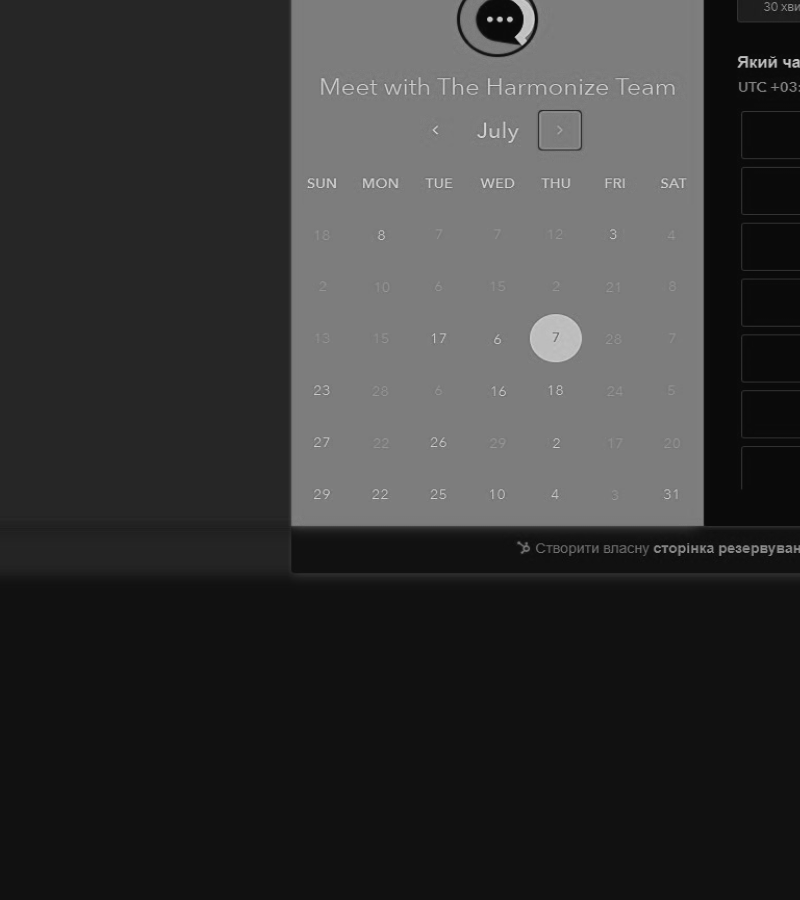 30 хви
Який ча
UTC +03:
Meet with The Harmonize Team
July
SUN MON TUE WED THU FRI SAT
18 8 7 7 12 3 4
2 10 6 15 2 21 8
13 15 17 6 7 28 7
23 28 6 16 18 24 5
27 22 26 29 2 17 20
29 22 25 10 4 3 31
Створити власну сторінка резервуван